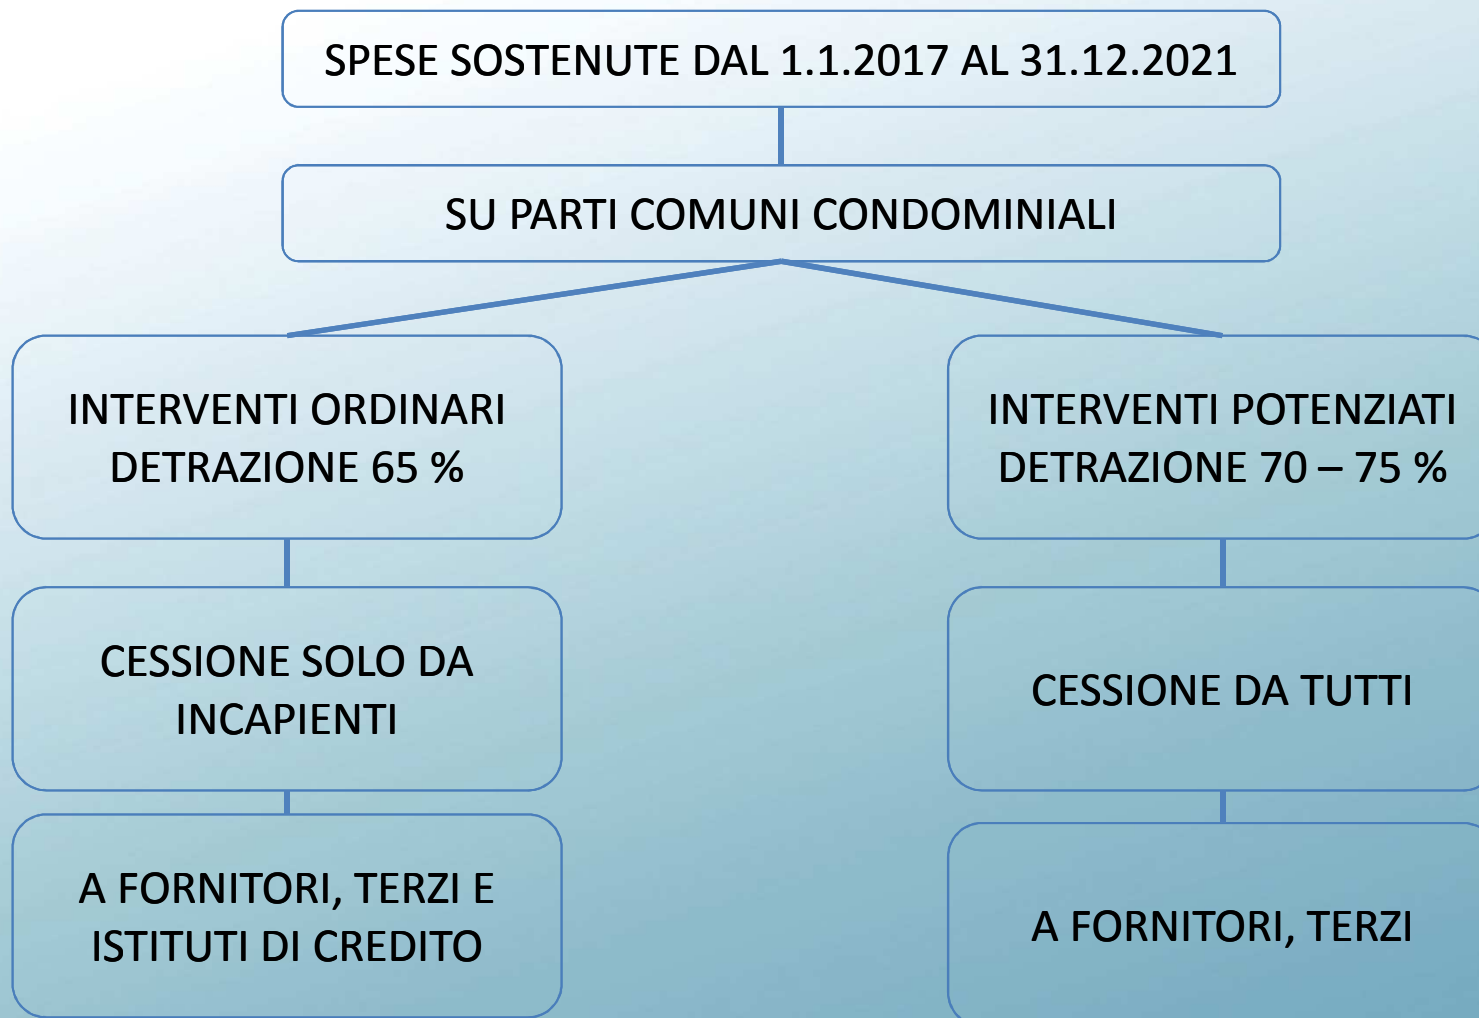 SPESE SOSTENUTE DAL 1.1.2017 AL 31.12.2021
SU PARTI COMUNI CONDOMINIALI
INTERVENTI ORDINARI
DETRAZIONE 65 %
CESSIONE SOLO DA
INCAPIENTI
A FORNITORI, TERZI E
ISTITUTI DI CREDITO
INTERVENTI POTENZIATI
DETRAZIONE 70 – 75 %
CESSIONE DA TUTTI
A FORNITORI, TERZI